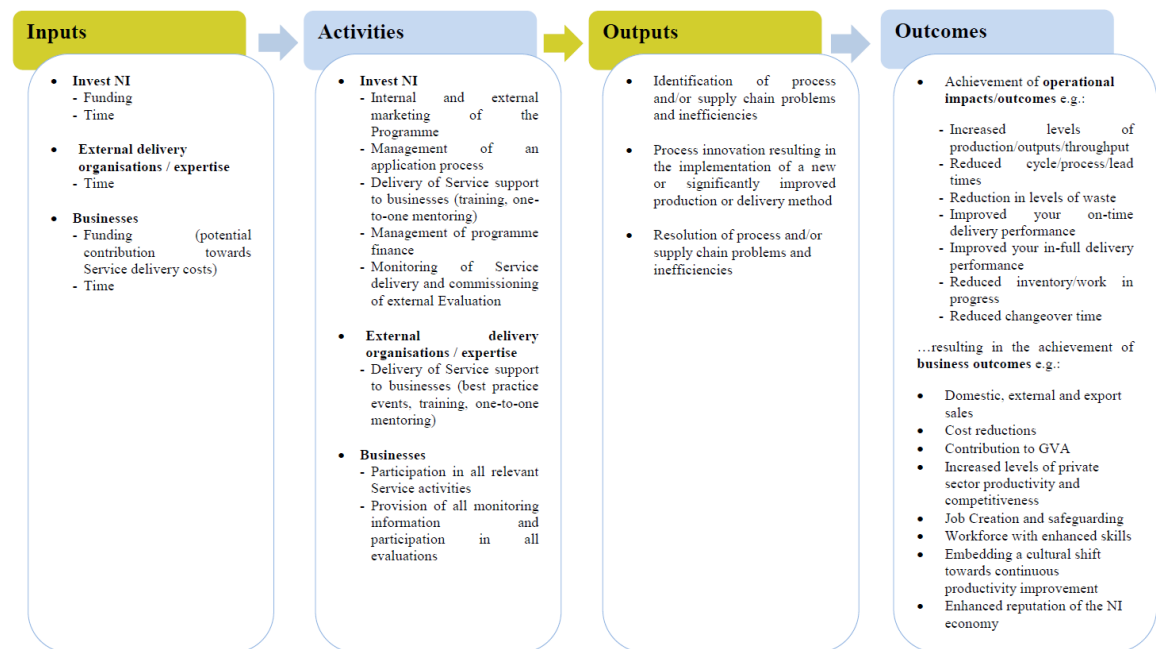 Inputs
• Invest NI
- Funding
- Time
• External delivery
organisations / expertise
- Time
• Businesses
- Funding (potential
contribution towards
Service delivery costs)
- Time
Activities
• Invest NI
- Internal and external
marketing of the
Programme
- Management of an
application process
- Delivery of Service support
to businesses (training, one-
to-one mentoring)
- Management of programme
finance
- Monitoring of Service
delivery and commissioning
of external Evaluation
• External delivery
organisations / expertise
- Delivery of Service support
to businesses (best practice
events, training, one-to-one
mentoring)
• Businesses
- Participation in all relevant
Service activities
- Provision of all monitoring
information and
participation in all
evaluations
Outputs
• Identification of process
and/or supply chain problems
and inefficiencies
• Process innovation resulting
in the implementation of a new
or significantly improved
production or delivery method
• Resolution of process and/or
supply chain problems and
inefficiencies
Outcomes
• Achievement of operational
impacts/outcomes e.g.:
- Increased levels of
production/outputs/throughput
- Reduced cycle/process/lead
times
- Reduction in levels of waste
- Improved your on-time
delivery performance
- Improved your in-full delivery
performance
- Reduced inventory/work in
progress
- Reduced changeover time
…resulting in the achievement of
business outcomes e.g.:
• Domestic, external and export
sales
• Cost reductions
• Contribution to GVA
• Increased levels of private
sector productivity and
competitiveness
• Job Creation and safeguarding
• Workforce with enhanced skills
• Embedding a cultural shift
towards continuous
productivity improvement
• Enhanced reputation of the NI
economy